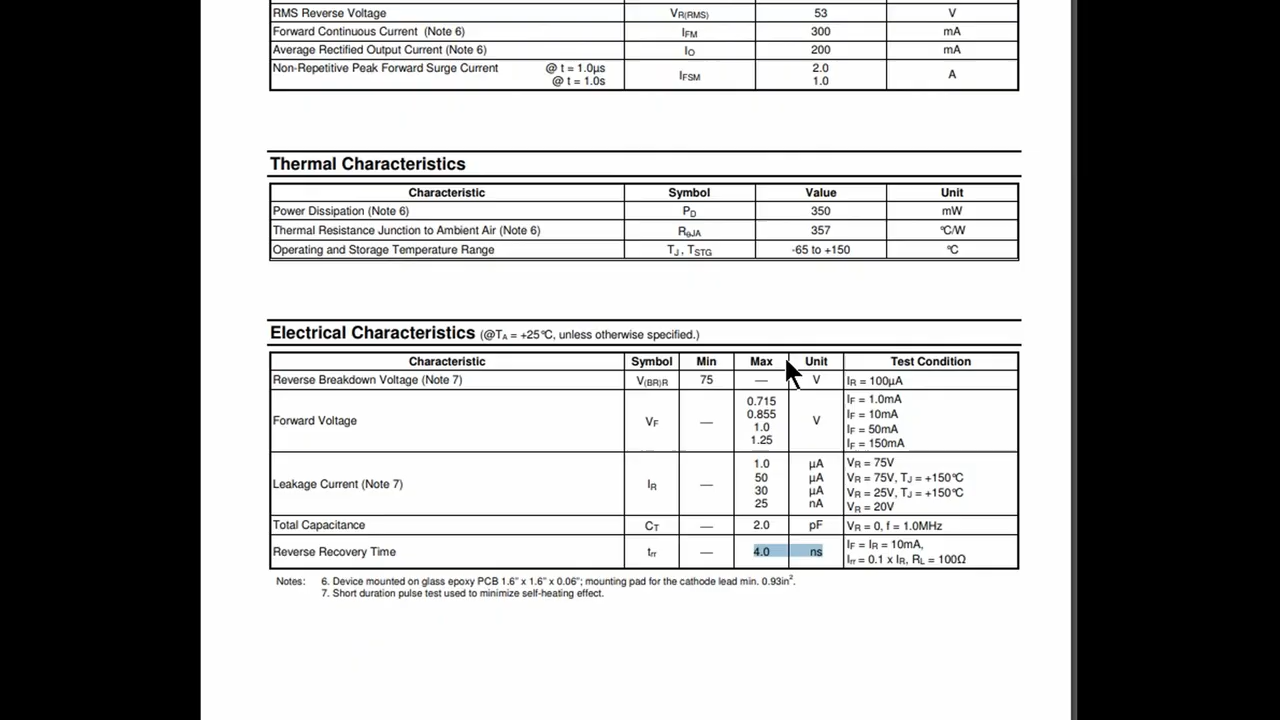 RMS Reverse Voltage VR(RMS) 53 V
Forward Continuous Current (Note 6) IFM 300 mA
Average Rectified Output Current (Note 6) IO 200 mA
Non-Repetitive Peak Forward Surge Current @ t = 1.0µs IFSM 2.0 A
@ t = 1.0s 1.0
Thermal Characteristics
Characteristic Symbol Value Unit
Power Dissipation (Note 6) PD 350 mW
Thermal Resistance Junction to Ambient Air (Note 6) RθJA 357 °C/W
Operating and Storage Temperature Range TJ , TSTG -65 to +150 °C
Electrical Characteristics (@TA = +25°C, unless otherwise specified.)
Characteristic Symbol Min Max Unit Test Condition
Reverse Breakdown Voltage (Note 7) V(BR)R 75 — V IR = 100µA
Forward Voltage VF — 0.715 V IF = 1.0mA
0.855 IF = 10mA
1.0 IF = 50mA
1.25 IF = 150mA
Leakage Current (Note 7) IR — 1.0 µA VR = 75V
50 µA VR = 75V, TJ = +150°C
30 µA VR = 25V, TJ = +150°C
25 nA VR = 20V
Total Capacitance CT — 2.0 pF VR = 0, f = 1.0MHz
Reverse Recovery Time trr — 4.0 ns IF = IR = 10mA,
Irr = 0.1 x IR, RL = 100Ω
Notes: 6. Device mounted on glass epoxy PCB 1.6" x 1.6" x 0.06"; mounting pad for the cathode lead min. 0.93in2.
7. Short duration pulse test used to minimize self-heating effect.